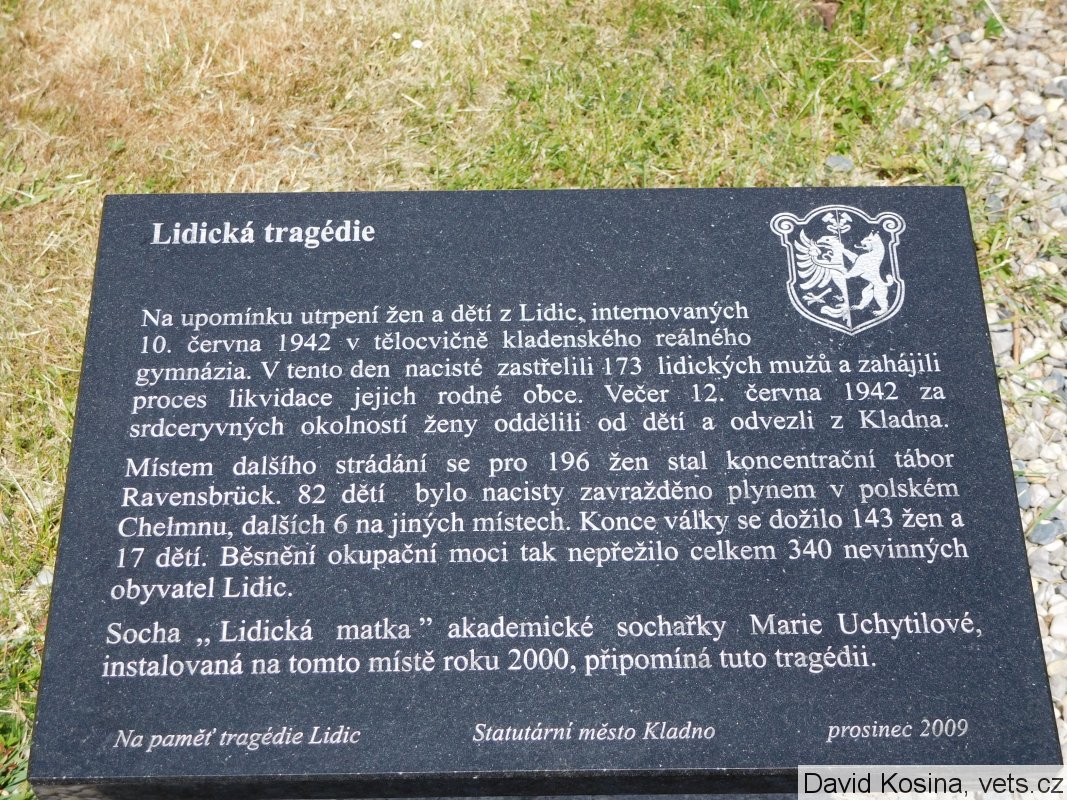 Lidická tragédie
Na upomínku utrpení žen a dětí z Lidic, internovaných
10. června 1942 v tělocvičně kladenského reálného
gymnázia. V tento den nacisté zastřelili 173 lidických mužů a zahájili
proces likvidace jejich rodné obce. Večer 12. června 1942 za
srdceryvných okolností ženy oddělili od dětí a odvezli z Kladna.
Místem dalšího strádání se pro 196 žen stal koncentrační tábor
Ravensbrück. 82 dětí bylo nacisty zavražděno plynem v polském
Chełmnu, dalších 6 na jiných místech. Konce války se dožilo 143 žen a
17 dětí. Běsnění okupační moci tak nepřežilo celkem 340 nevinných
obyvatel Lidic.
Socha „Lidická matka” akademické sochařky Marie Uchytilové,
instalovaná na tomto místě roku 2000, připomíná tuto tragédii.
Na paměť tragédie Lidic Statutární město Kladno prosinec 2009
David Kosina, vets.cz